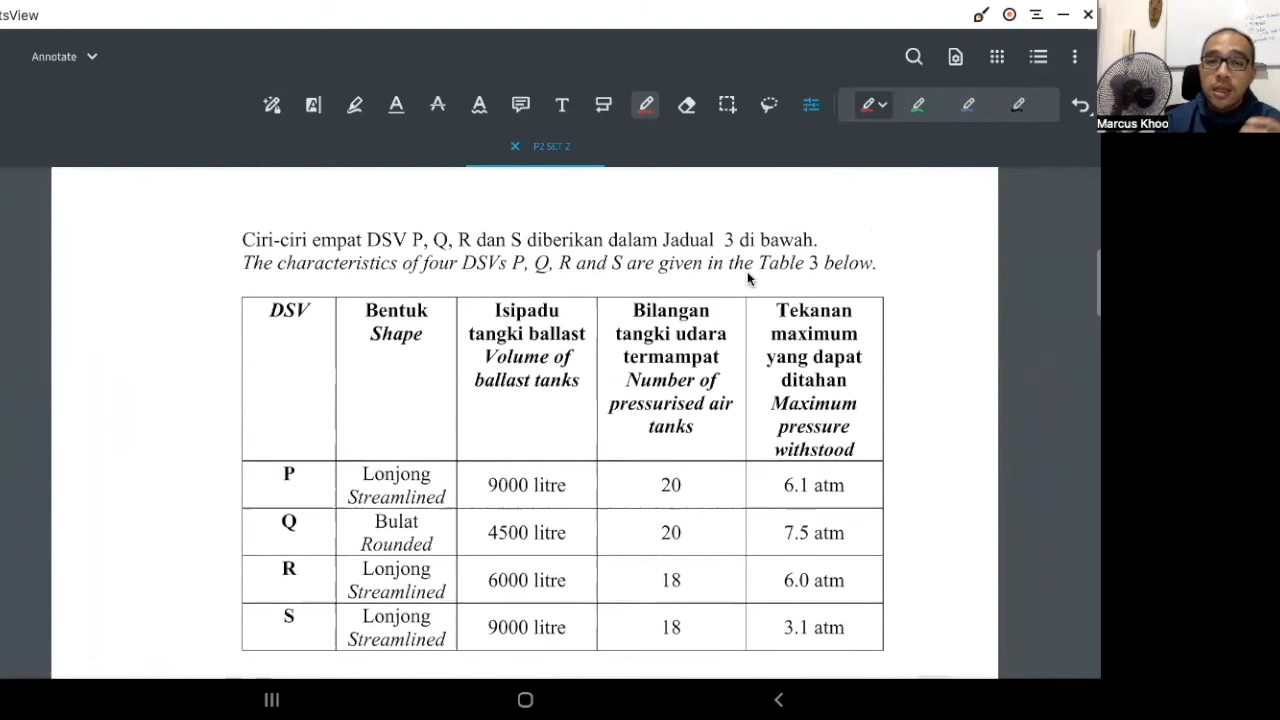 tsView
Annotate
P2 SET 2
Marcus Khoo
Ciri-ciri empat DSV P, Q, R dan S diberikan dalam Jadual 3 di bawah.
The characteristics of four DSVs P, Q, R and S are given in the Table 3 below.
DSV
Bentuk
Shape
Isipadu
tangki ballast
Volume of
ballast tanks
Bilangan
tangki udara
termampat
Number of
pressurised air
tanks
Tekanan
maximum
yang dapat
ditahan
Maximum
pressure
withstood
P
Lonjong
Streamlined
9000 litre
20
6.1 atm
Q
Bulat
Rounded
4500 litre
20
7.5 atm
R
Lonjong
Streamlined
6000 litre
18
6.0 atm
S
Lonjong
Streamlined
9000 litre
18
3.1 atm